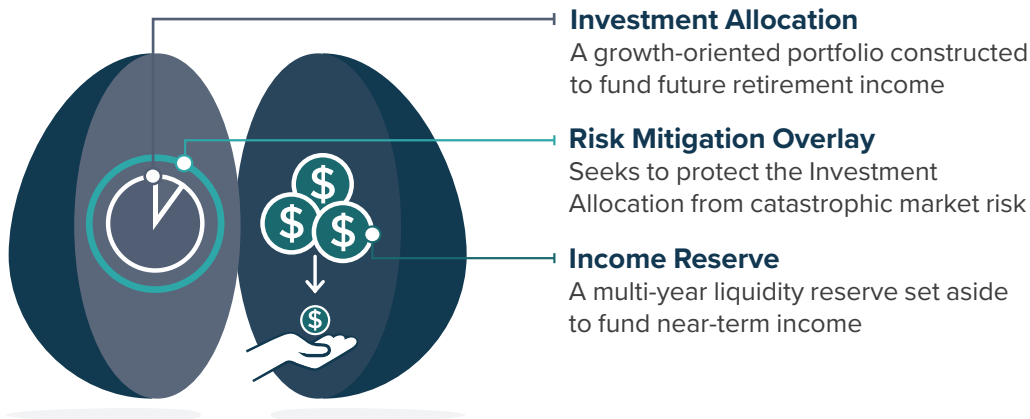 Investment Allocation
A growth-oriented portfolio constructed
to fund future retirement income
Risk Mitigation Overlay
Seeks to protect the Investment
Allocation from catastrophic market risk
$
$
$
Income Reserve
A multi-year liquidity reserve set aside
to fund near-term income
$